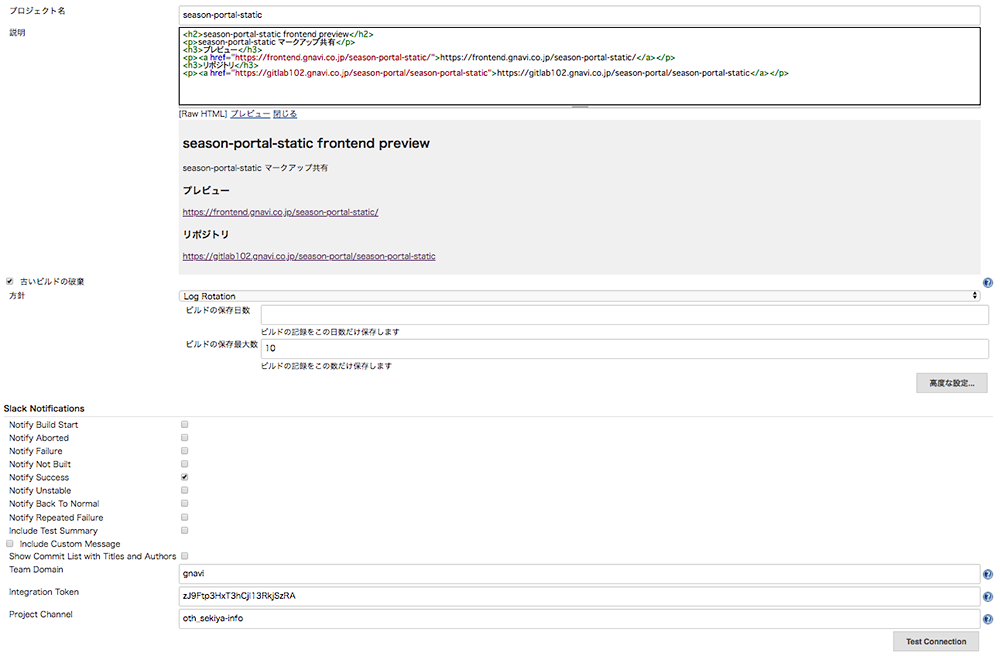 プロジェクト名
season-portal-static
説明
<h2>season-portal-static frontend preview</h2>
<p>season-portal-static マークアップ共有</p>
<h3>プレビュー</h3>
<p><a href="https://frontend.gnavi.co.jp/season-portal-static/">https://frontend.gnavi.co.jp/season-portal-static/</a></p>
<h3>リポジトリ</h3>
<p><a href="https://gitlab102.gnavi.co.jp/season-portal/season-portal-static">https://gitlab102.gnavi.co.jp/season-portal/season-portal-static</a></p>
[Raw HTML] プレビュー 閉じる
season-portal-static frontend preview
season-portal-static マークアップ共有
プレビュー
https://frontend.gnavi.co.jp/season-portal-static/
リポジトリ
https://gitlab102.gnavi.co.jp/season-portal/season-portal-static
古いビルドの破棄
方針
Log Rotation
ビルドの保存日数
ビルドの記録をこの日数だけ保存します
ビルドの保存最大数
10
ビルドの記録をこの数だけ保存します
高度な設定...
Slack Notifications
Notify Build Start
Notify Aborted
Notify Failure
Notify Not Built
Notify Success
Notify Unstable
Notify Back To Normal
Notify Repeated Failure
Include Test Summary
Include Custom Message
Show Commit List with Titles and Authors
Team Domain
gnavi
Integration Token
zJ9Ftp3HxT3hCjI13RkjSzRA
Project Channel
oth_sekiya-info
Test Connection